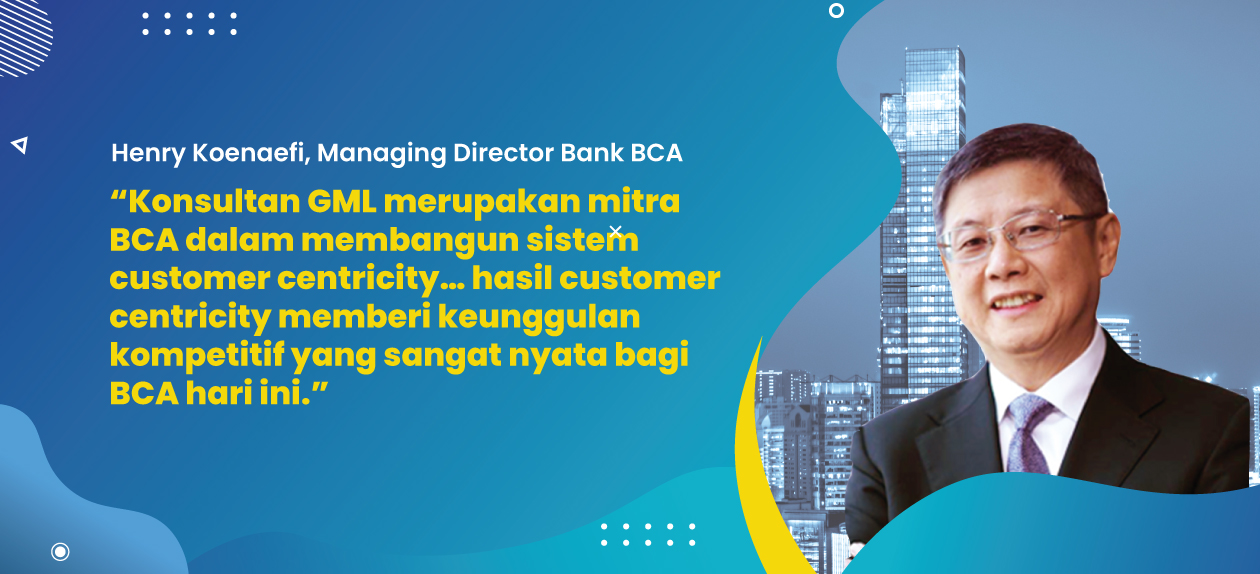 Henry Koenaefi, Managing Director Bank BCA
“Konsultan GML merupakan mitra
BCA dalam membangun sistem
customer centricity... hasil customer
centricity memberi keunggulan
kompetitif yang sangat nyata bagi
BCA hari ini.”